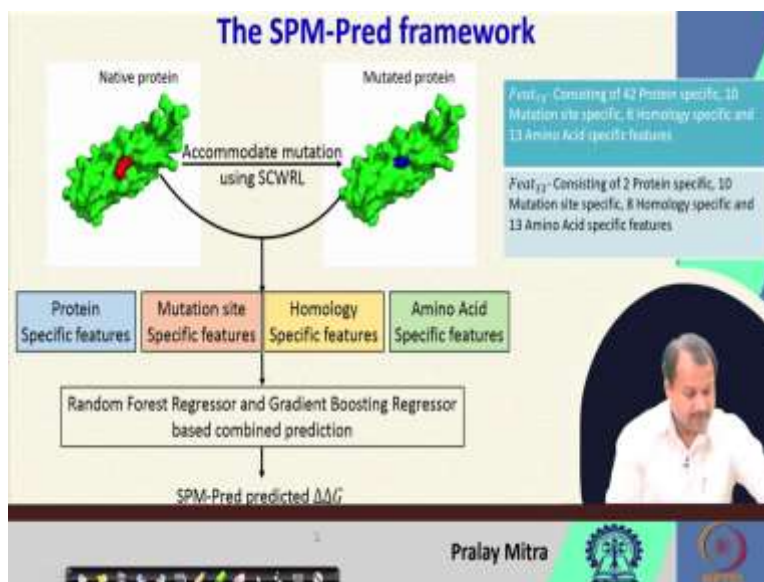 The SPM-Pred framework
Native protein
Mutated protein
Accommodate mutation
using SCWRL
Consisting of 42 Protein specific, 10
Mutation site specific, 8 Homology specific and
13 Amino Acid specific features
Consisting of 2 Protein specific, 10
Mutation site specific, 8 Homology specific and
13 Amino Acid specific features
Protein
Specific features
Mutation site
Specific features
Homology
Specific features
Amino Acid
Specific features
Random Forest Regressor and Gradient Boosting Regressor
based combined prediction
SPM-Pred predicted ΔΔG
Pralay Mitra